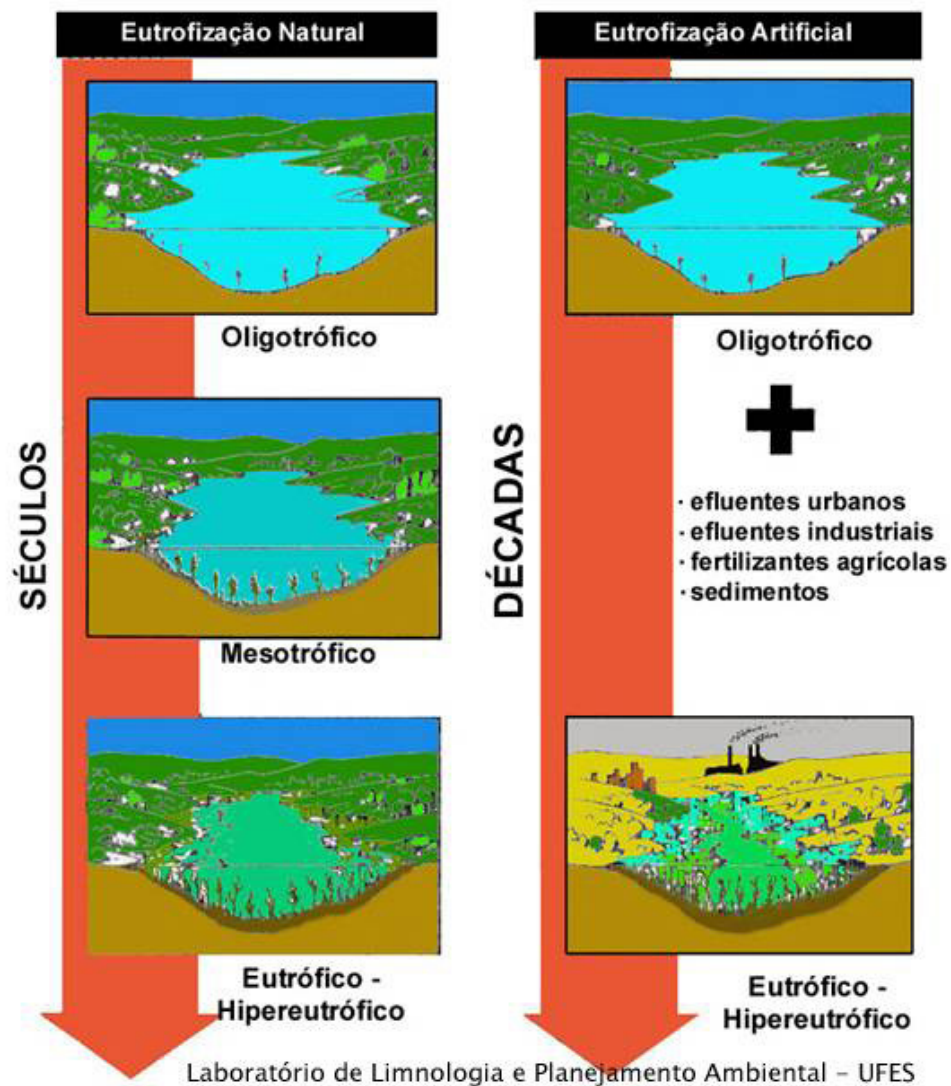 Eutrofização Natural
Oligotrófico
SÉCULOS
Mesotrófico
Eutrófico -
Hipereutrófico
Eutrofização Artificial
Oligotrófico
DÉCADAS
· efluentes urbanos
· efluentes industriais
· fertilizantes agrícolas
· sedimentos
Eutrófico -
Hipereutrófico
Laboratório de Limnologia e Planejamento Ambiental - UFES